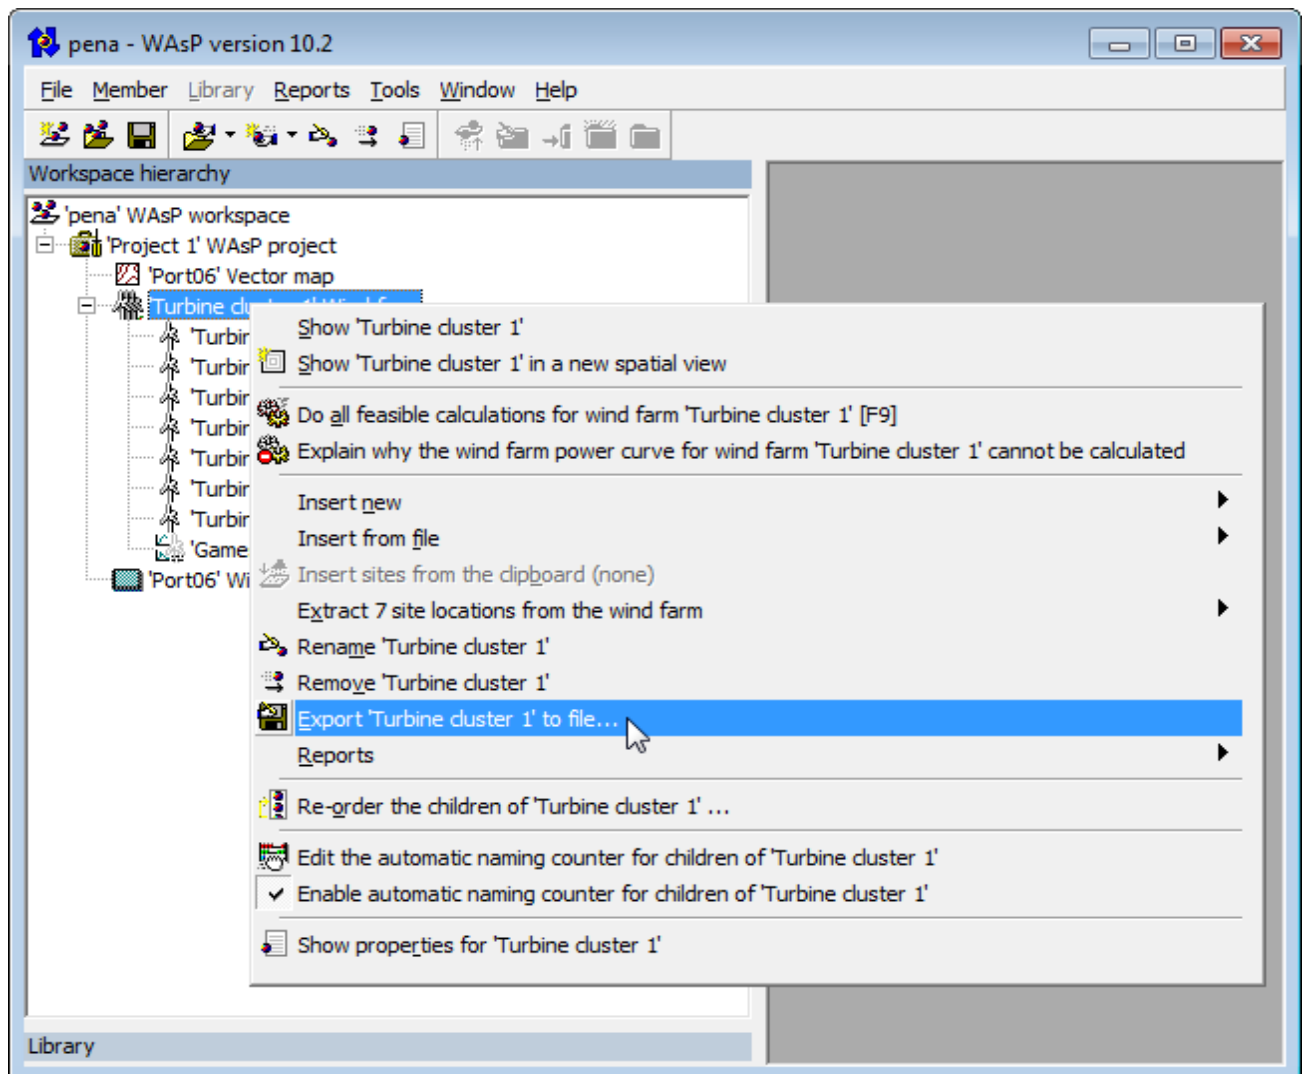 pena - WAsP version 10.2
File Member Library Reports Tools Window Help
Workspace hierarchy
'pena' WAsP workspace
'Project 1' WAsP project
'Port06' Vector map
'Turbine
'Port06'
Show 'Turbine cluster 1'
Show 'Turbine cluster 1' in a new spatial view
Do all feasible calculations for wind farm 'Turbine cluster 1' [F9]
Explain why the wind farm power curve for wind farm 'Turbine cluster 1' cannot be calculated
Insert new
Insert from file
Insert sites from the clipboard (none)
Extract 7 site locations from the wind farm
Rename 'Turbine cluster 1'
Remove 'Turbine cluster 1'
Export 'Turbine cluster 1' to file...
Reports
Re-order the children of 'Turbine cluster 1' ...
Edit the automatic naming counter for children of 'Turbine cluster 1'
Enable automatic naming counter for children of 'Turbine cluster 1'
Show properties for 'Turbine cluster 1'
Library